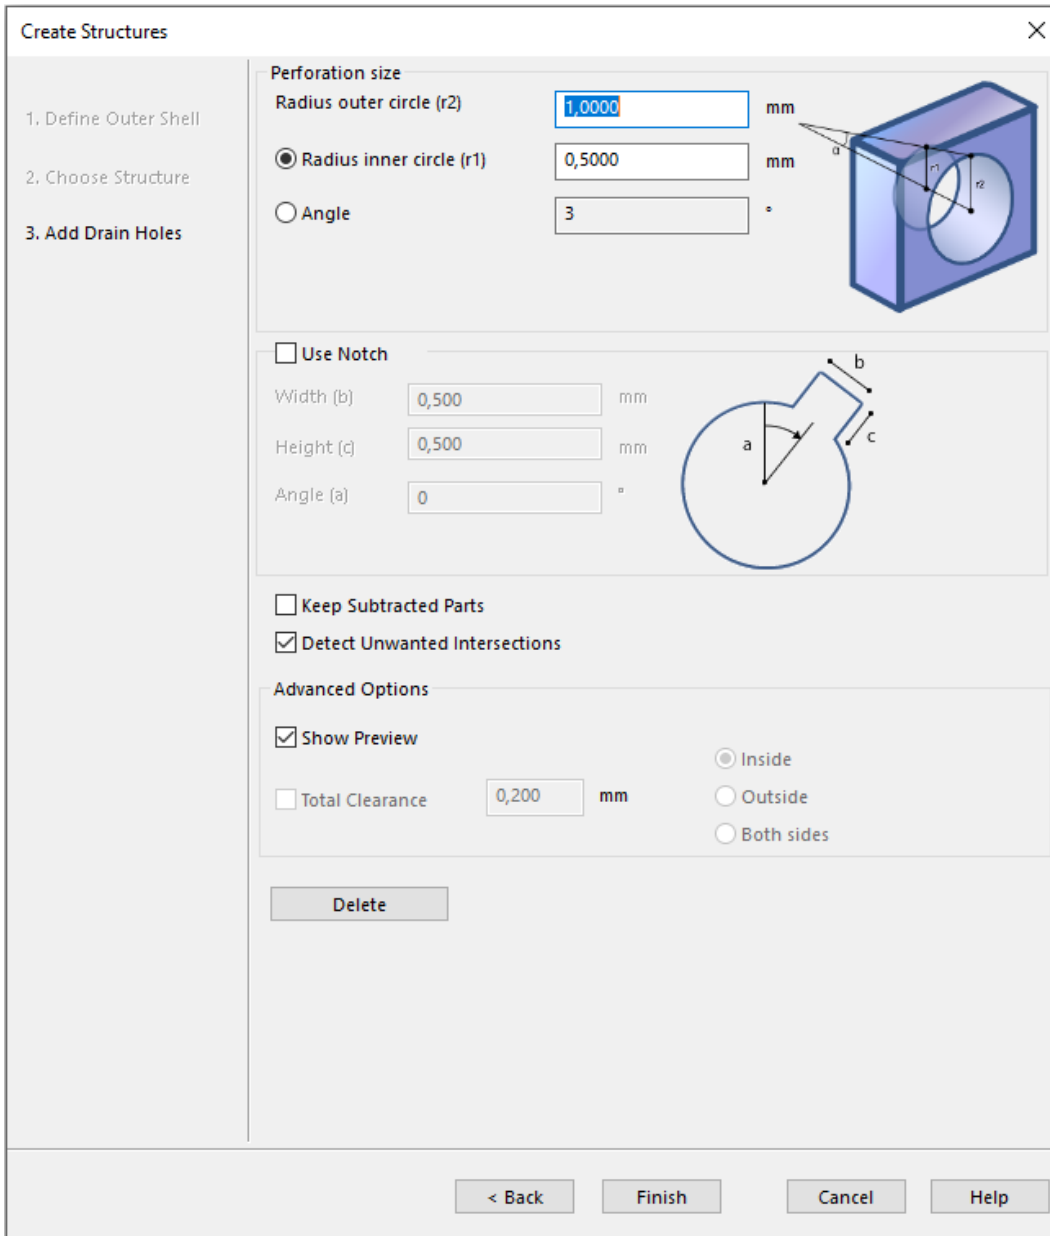 Create Structures
1. Define Outer Shell
2. Choose Structure
3. Add Drain Holes
Perforation size
Radius outer circle (r2) 1,0000 mm
Radius inner circle (r1) 0,5000 mm
Angle 3 °
α r1 r2
Use Notch
Width (b) 0,500 mm
Height (c) 0,500 mm
Angle (a) 0 °
b
a c
Keep Subtracted Parts
Detect Unwanted Intersections
Advanced Options
Show Preview
Total Clearance 0,200 mm
Inside
Outside
Both sides
Delete
< Back Finish Cancel Help